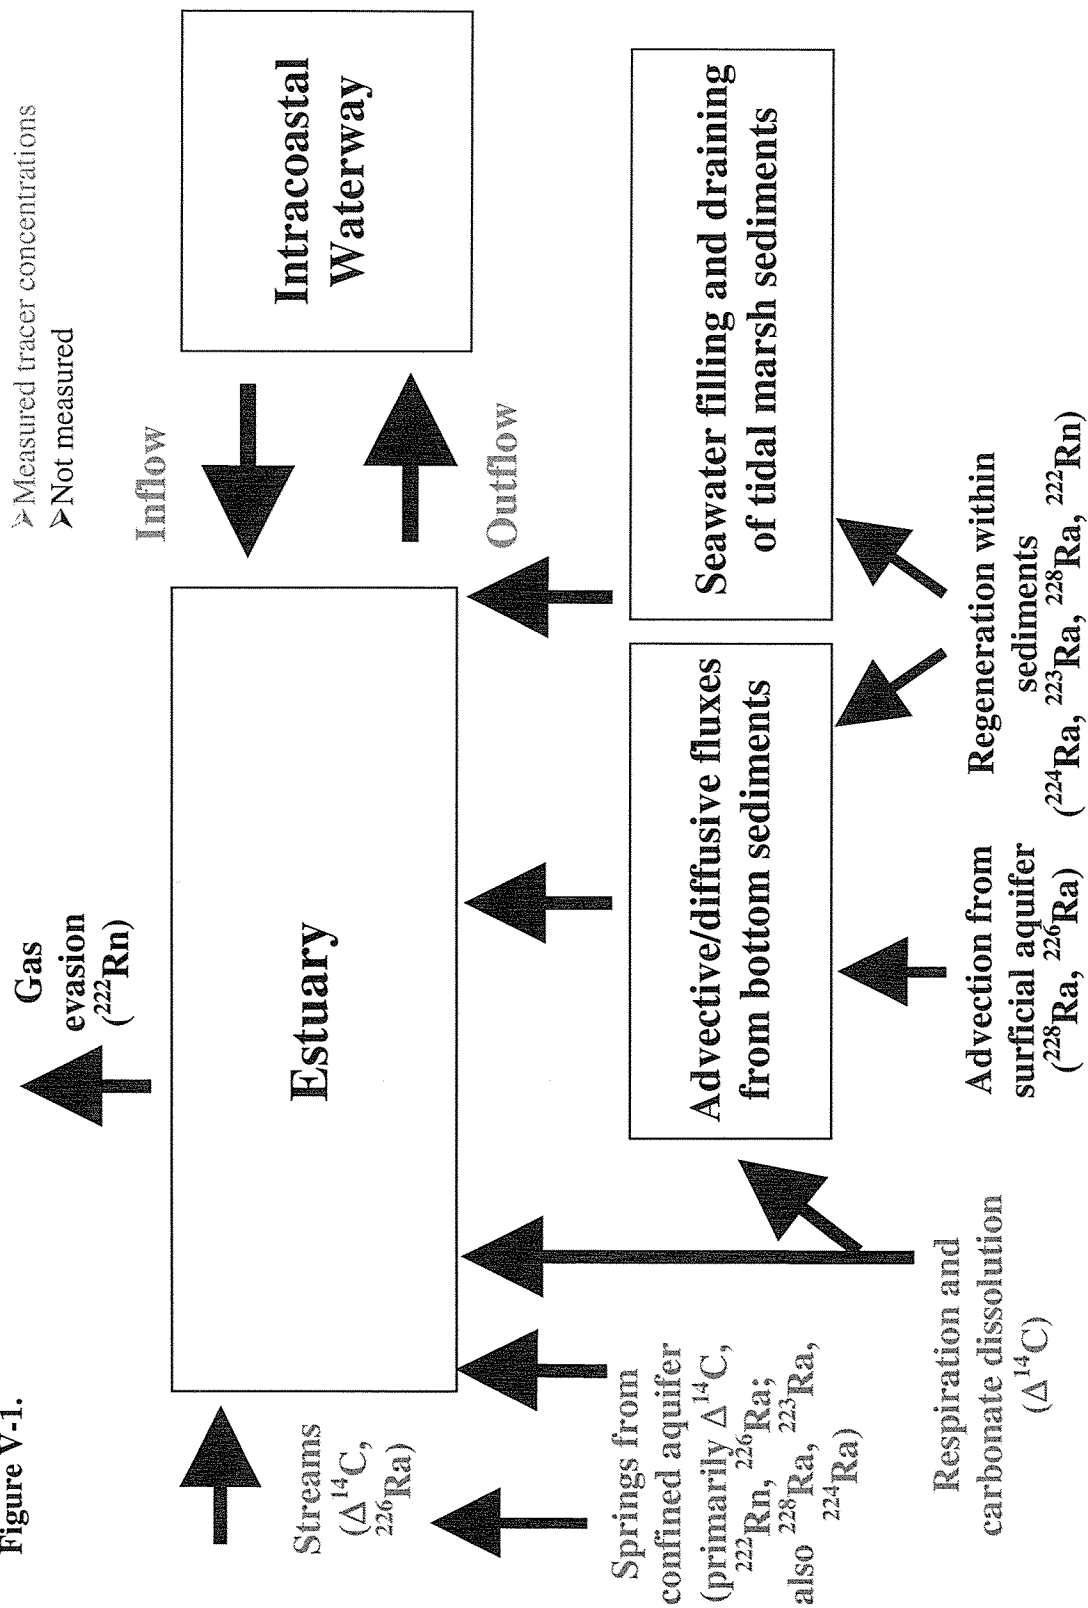 Figure V-1.
➢Measured tracer concentrations
➢Not measured
Gas
evasion
(²²²Rn)
Inflow
Estuary
Intracoastal
Waterway
Outflow
Streams
(Δ¹⁴C,
²²⁶Ra)
Springs from
confined aquifer
(primarily Δ¹⁴C,
²²²Rn, ²²⁶Ra;
also ²²⁸Ra, ²²³Ra,
²²⁴Ra)
Advective/diffusive fluxes
from bottom sediments
Seawater filling and draining
of tidal marsh sediments
Respiration and
carbonate dissolution
(Δ¹⁴C)
Advection from
surficial aquifer
(²²⁸Ra, ²²⁶Ra)
Regeneration within
sediments
(²²⁴Ra, ²²³Ra, ²²⁸Ra, ²²²Rn)